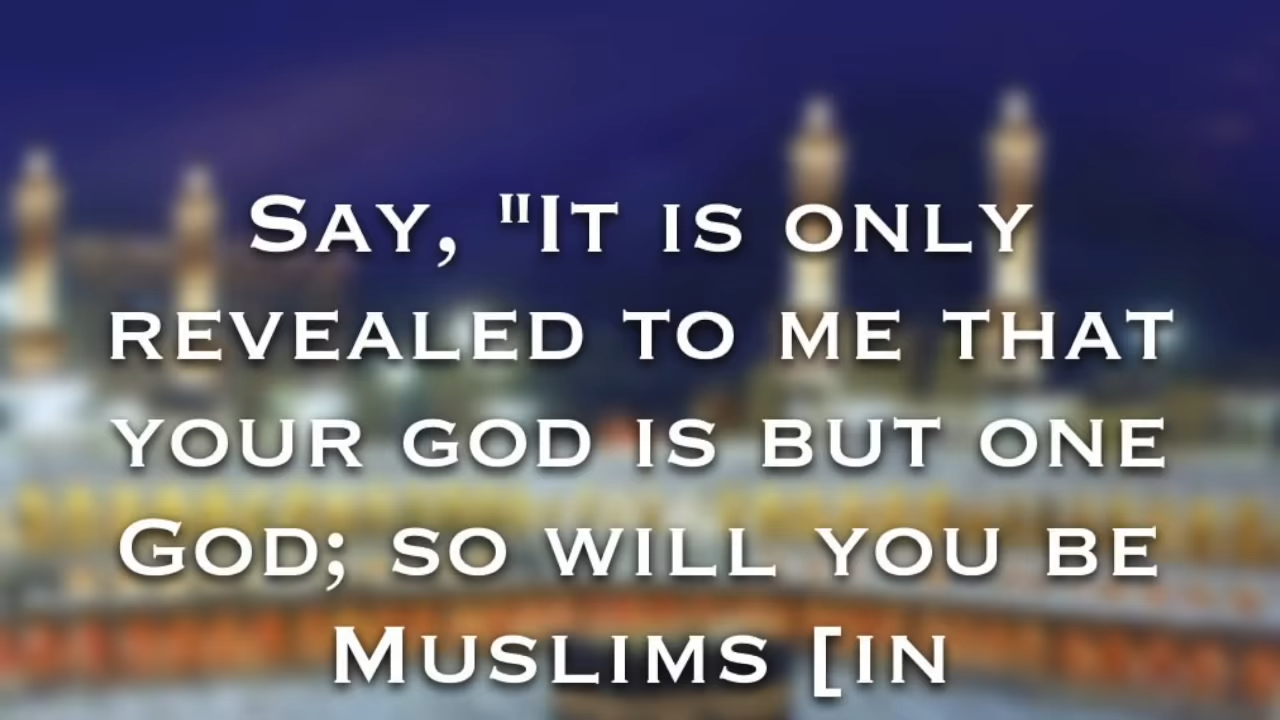 Say, "It is only
revealed to me that
your god is but one
God; so will you be
Muslims [in